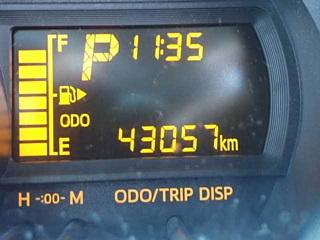 F P 11:35
ODO
E 43057km
H -:00- M ODO/TRIP DISP